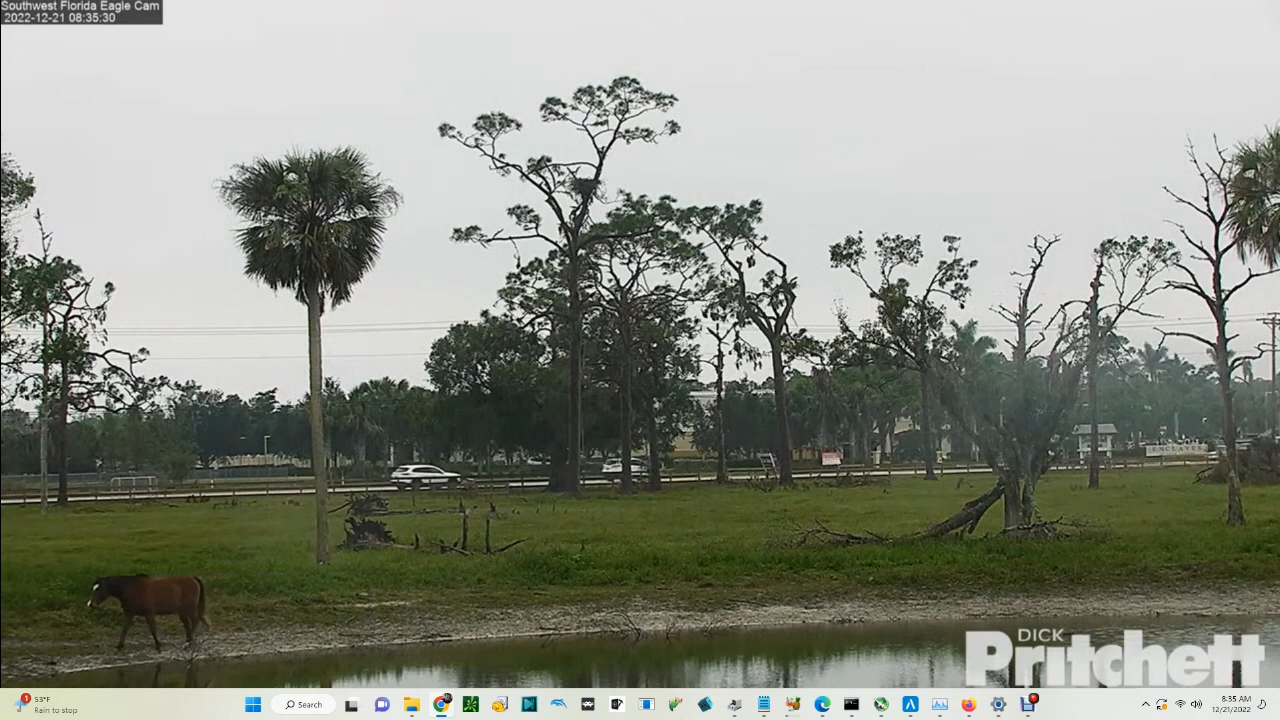 Southwest Florida Eagle Cam
2022-12-21 08:35:30
DICK
Pritchett
1
53°F
Rain to stop
Search
8:35 AM
12/21/2022